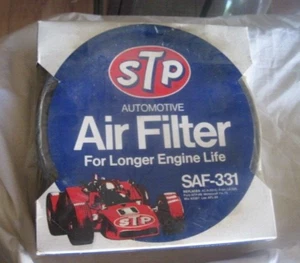 STP
AUTOMOTIVE
Air Filter
For Longer Engine Life
SAF-331
STP